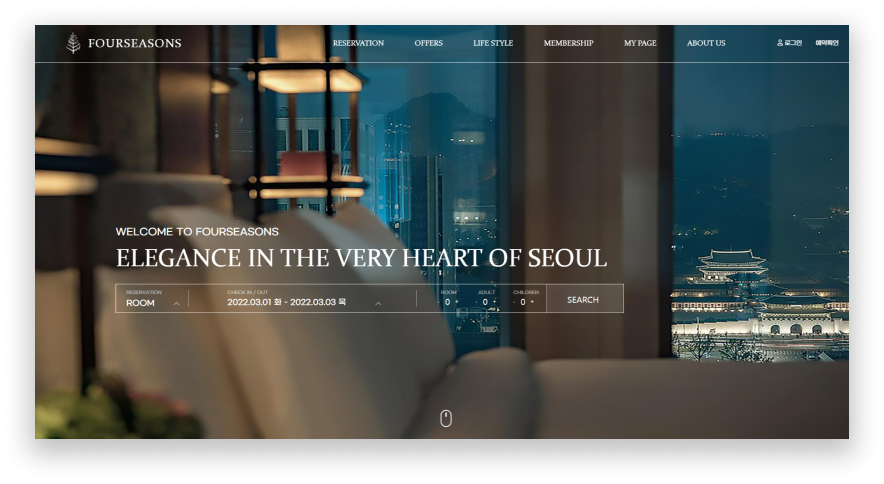 FOURSEASONS
RESERVATION OFFERS LIFE STYLE MEMBERSHIP MY PAGE ABOUT US
로그인 예약확인
WELCOME TO FOURSEASONS
ELEGANCE IN THE VERY HEART OF SEOUL
RESERVATION CHECK IN / OUT ROOM ADULT CHILDREN
ROOM 2022.03.01 화 - 2022.03.03 목 - 0 + - 0 + - 0 + SEARCH